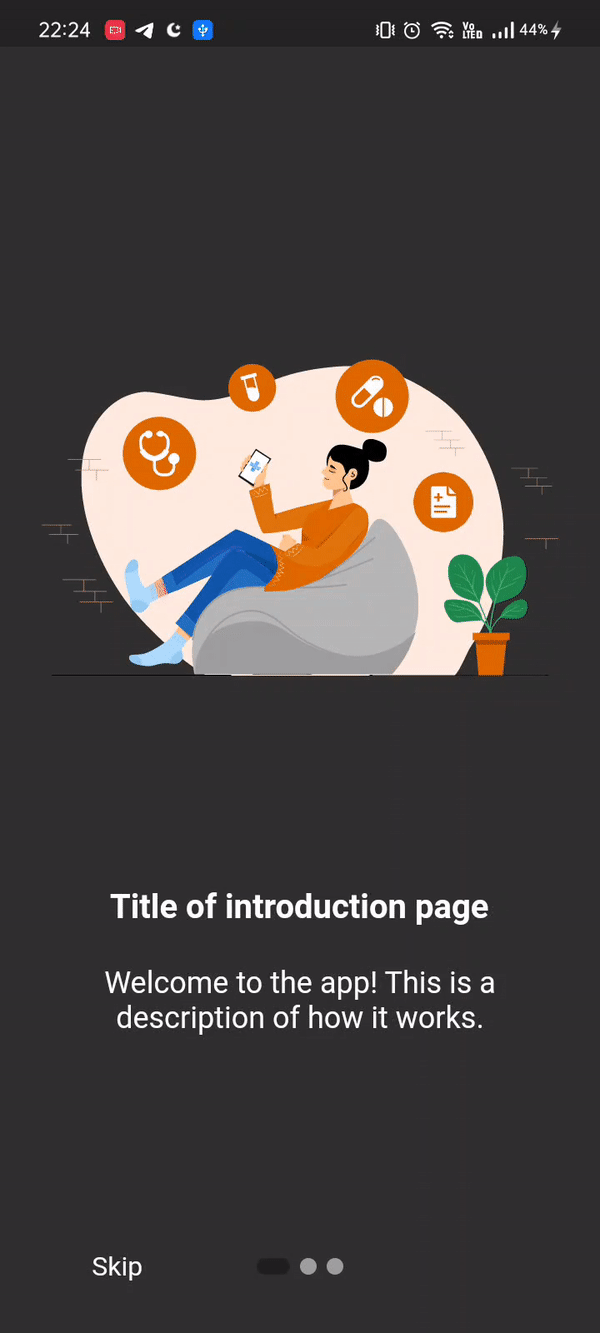 22:24
Vo
LTED
44%
Title of introduction page
Welcome to the app! This is a
description of how it works.
Skip